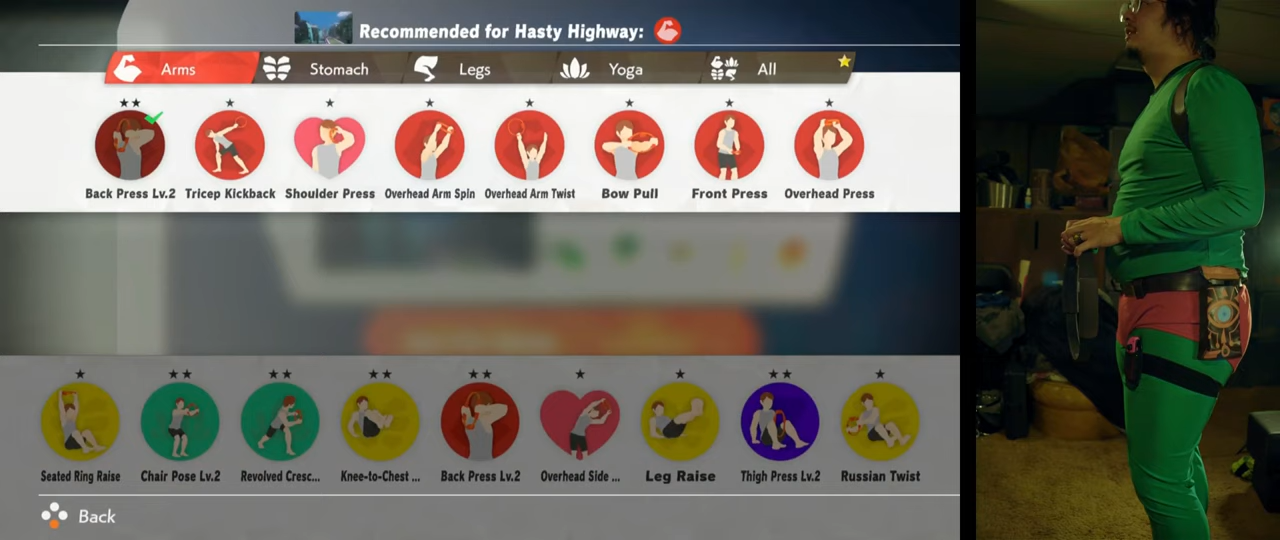 Recommended for Hasty Highway:
Arms Stomach Legs Yoga All
Back Press Lv.2 Tricep Kickback Shoulder Press Overhead Arm Spin Overhead Arm Twist Bow Pull Front Press Overhead Press
Seated Ring Raise Chair Pose Lv.2 Revolved Cresc... Knee-to-Chest ... Back Press Lv.2 Overhead Side ... Leg Raise Thigh Press Lv.2 Russian Twist
Back